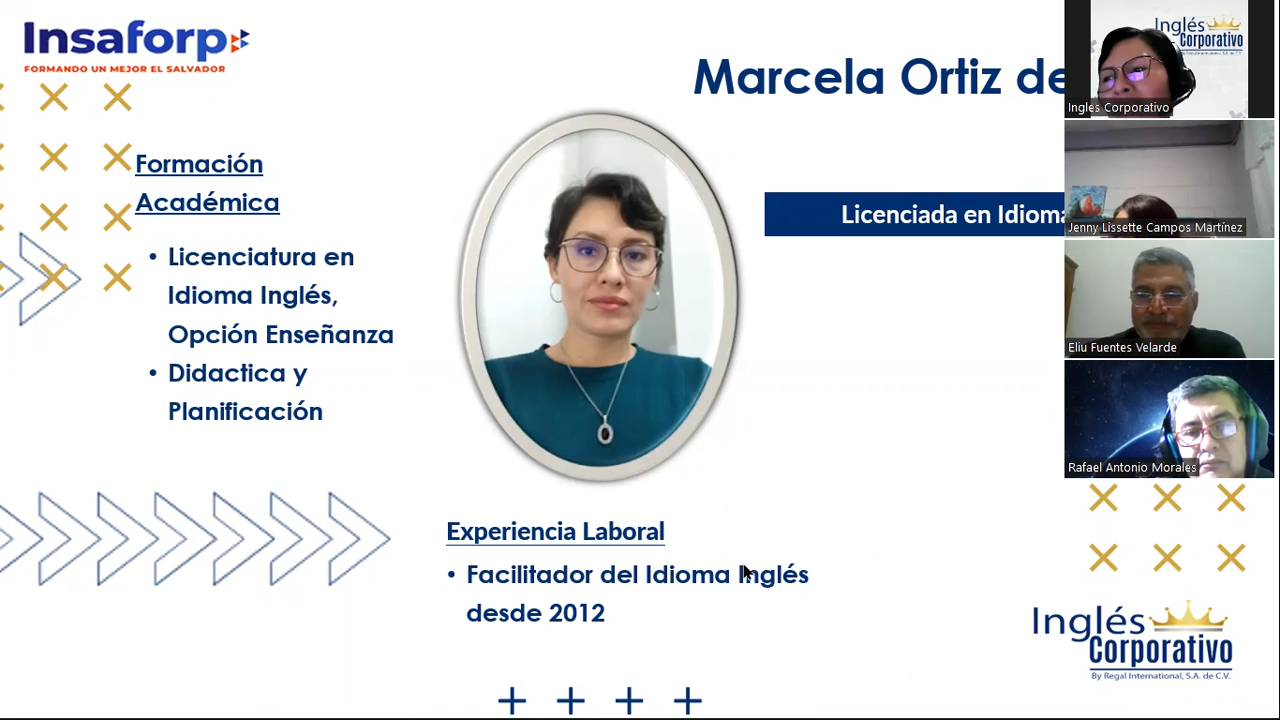 Insaforp
FORMANDO UN MEJOR EL SALVADOR
Marcela Ortiz de
Formación
Académica
• Licenciatura en
Idioma Inglés,
Opción Enseñanza
• Didactica y
Planificación
Licenciada en Idioma
Experiencia Laboral
• Facilitador del Idioma Inglés
desde 2012
Inglés
Corporativo
By Regal International, S.A. de C.V.
Inglés
Corporativo
Ingles Corporativo
Jenny Lissette Campos Martínez
Eliu Fuentes Velarde
Rafael Antonio Morales